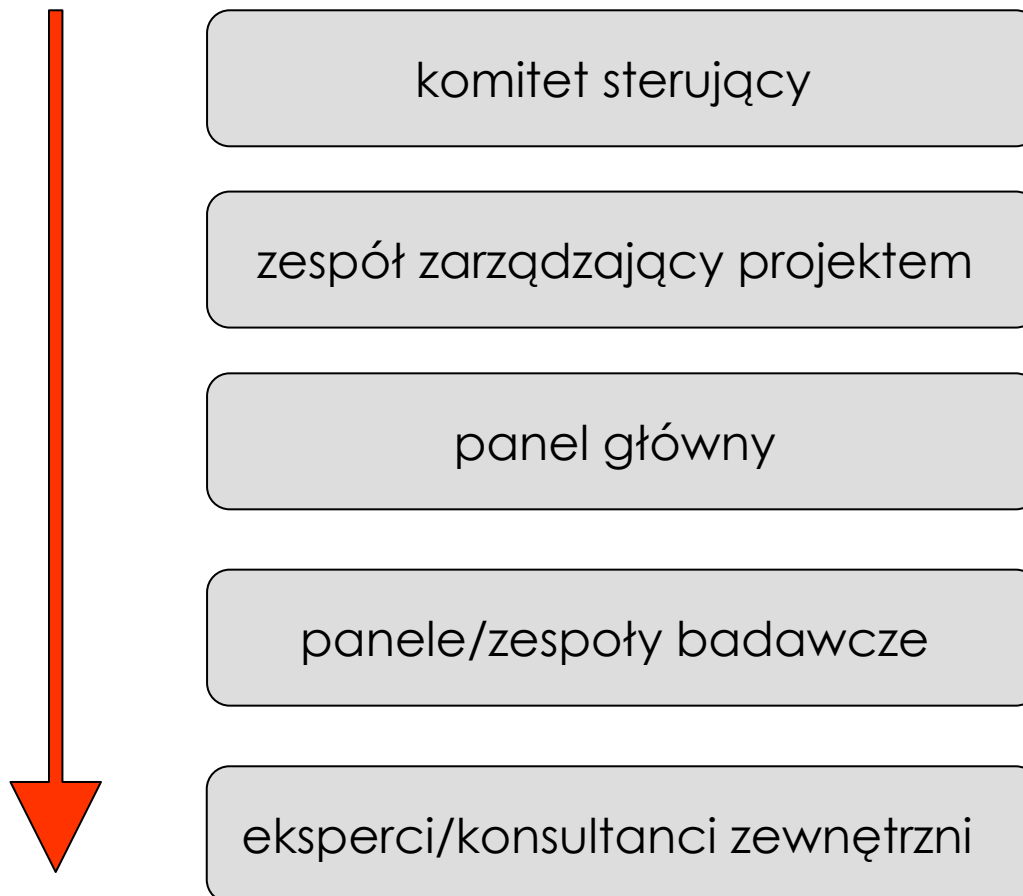 komitet sterujący
zespół zarządzający projektem
panel główny
panele/zespoły badawcze
eksperci/konsultanci zewnętrzni